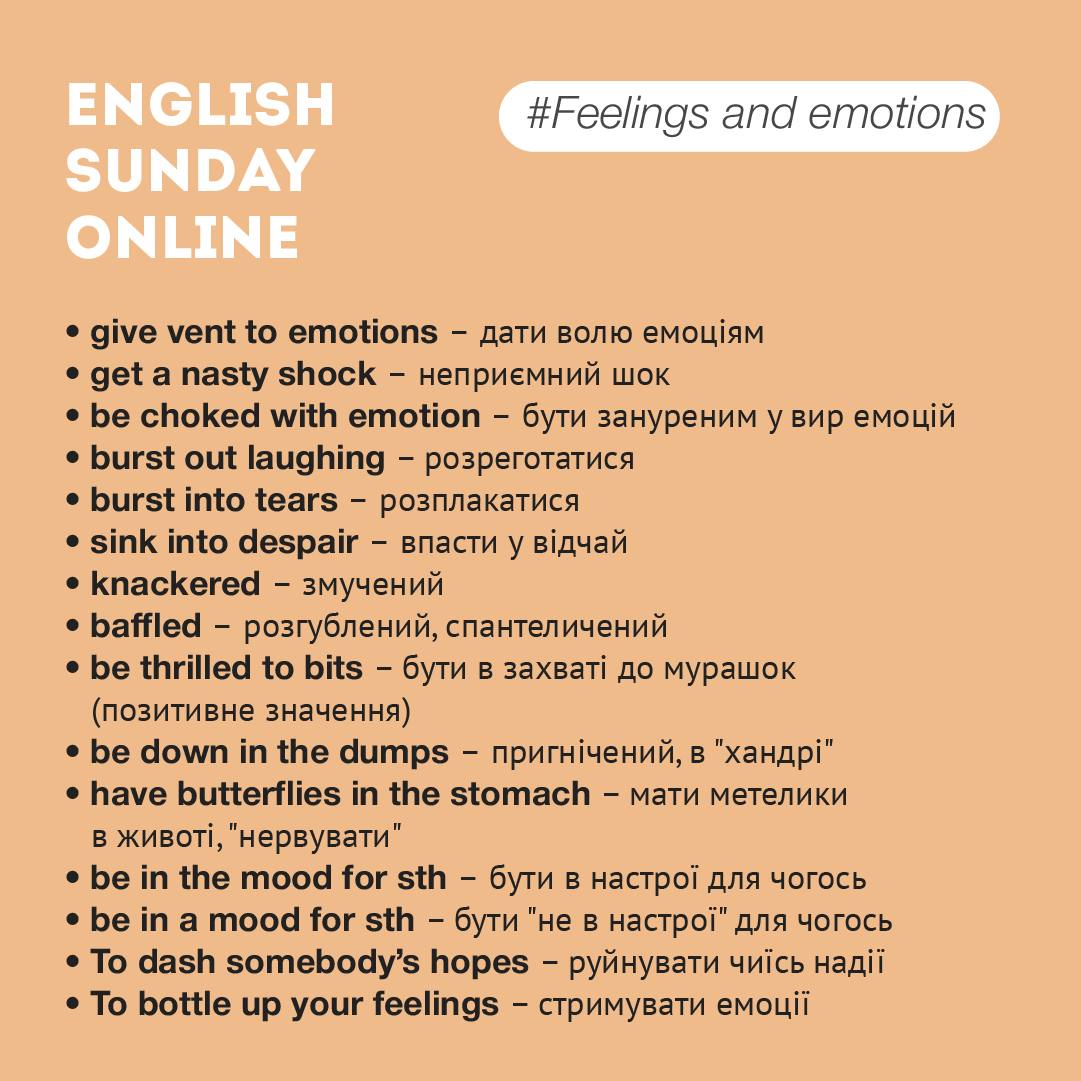 ENGLISH
SUNDAY
ONLINE
#Feelings and emotions
• give vent to emotions – дати волю емоціям
• get a nasty shock – неприємний шок
• be choked with emotion – бути зануреним у вир емоцій
• burst out laughing – розреготатися
• burst into tears – розплакатися
• sink into despair – впасти у відчай
• knackered – змучений
• baffled – розгублений, спантеличений
• be thrilled to bits – бути в захваті до мурашок
(позитивне значення)
• be down in the dumps – пригнічений, в "хандрі"
• have butterflies in the stomach – мати метелики
в животі, "нервувати"
• be in the mood for sth – бути в настрої для чогось
• be in a mood for sth – бути "не в настрої" для чогось
• To dash somebody’s hopes – руйнувати чиїсь надії
• To bottle up your feelings – стримувати емоції